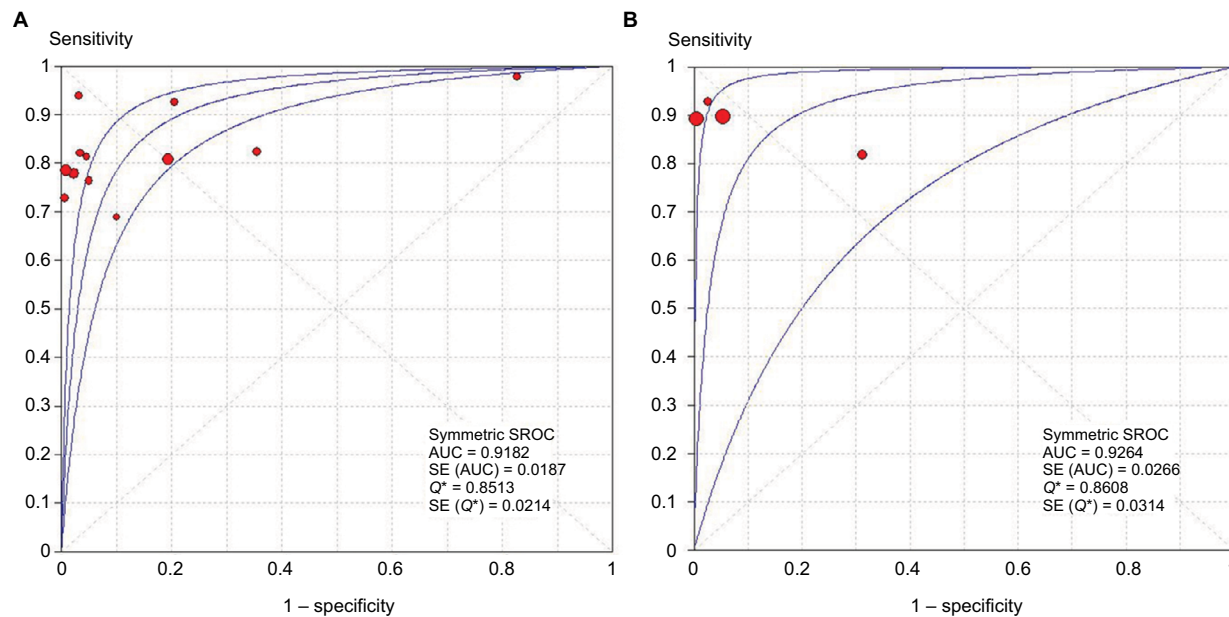 A
Sensitivity
1
0.9
0.8
0.7
0.6
0.5
0.4
0.3
0.2
0.1
0
0 0.2 0.4 0.6 0.8 1
1 – specificity
Symmetric SROC
AUC = 0.9182
SE (AUC) = 0.0187
Q* = 0.8513
SE (Q*) = 0.0214
B
Sensitivity
1
0.9
0.8
0.7
0.6
0.5
0.4
0.3
0.2
0.1
0
0 0.2 0.4 0.6 0.8
1 – specificity
Symmetric SROC
AUC = 0.9264
SE (AUC) = 0.0266
Q* = 0.8608
SE (Q*) = 0.0314